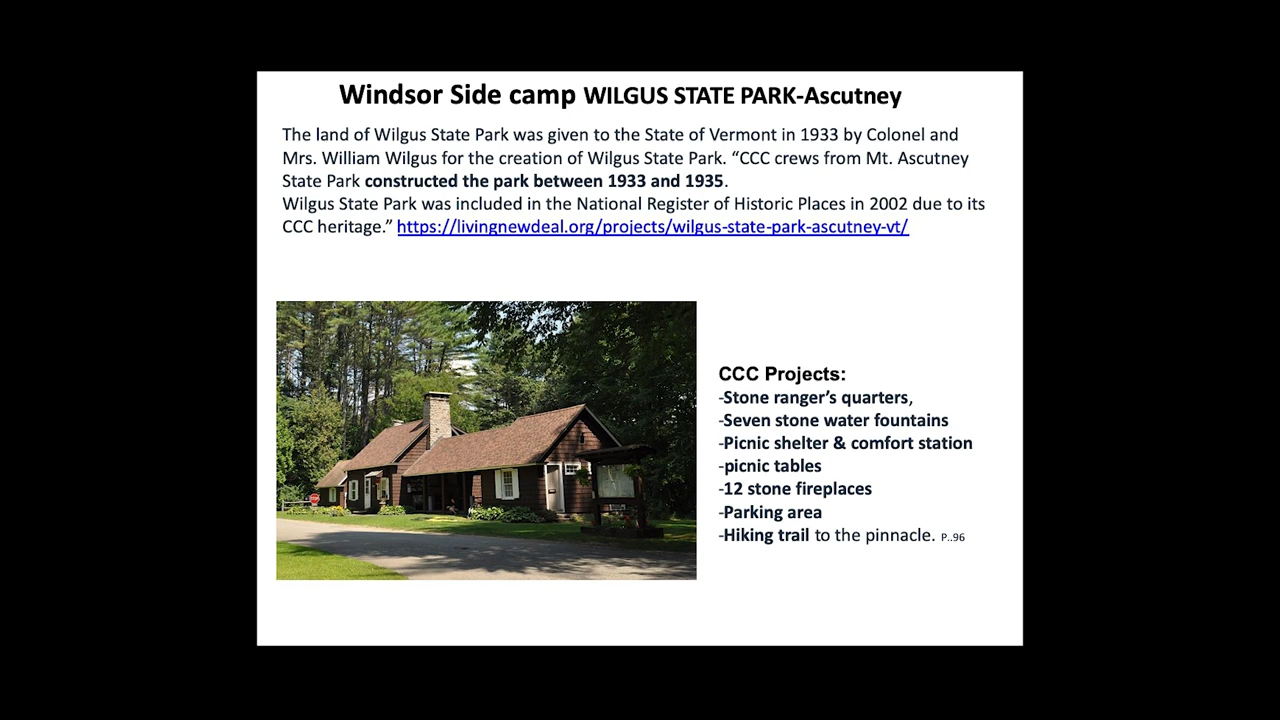 Windsor Side camp WILGUS STATE PARK-Ascutney
The land of Wilgus State Park was given to the State of Vermont in 1933 by Colonel and
Mrs. William Wilgus for the creation of Wilgus State Park. “CCC crews from Mt. Ascutney
State Park constructed the park between 1933 and 1935.
Wilgus State Park was included in the National Register of Historic Places in 2002 due to its
CCC heritage.” https://livingnewdeal.org/projects/wilgus-state-park-ascutney-vt/
CCC Projects:
-Stone ranger’s quarters,
-Seven stone water fountains
-Picnic shelter & comfort station
-picnic tables
-12 stone fireplaces
-Parking area
-Hiking trail to the pinnacle. P..96